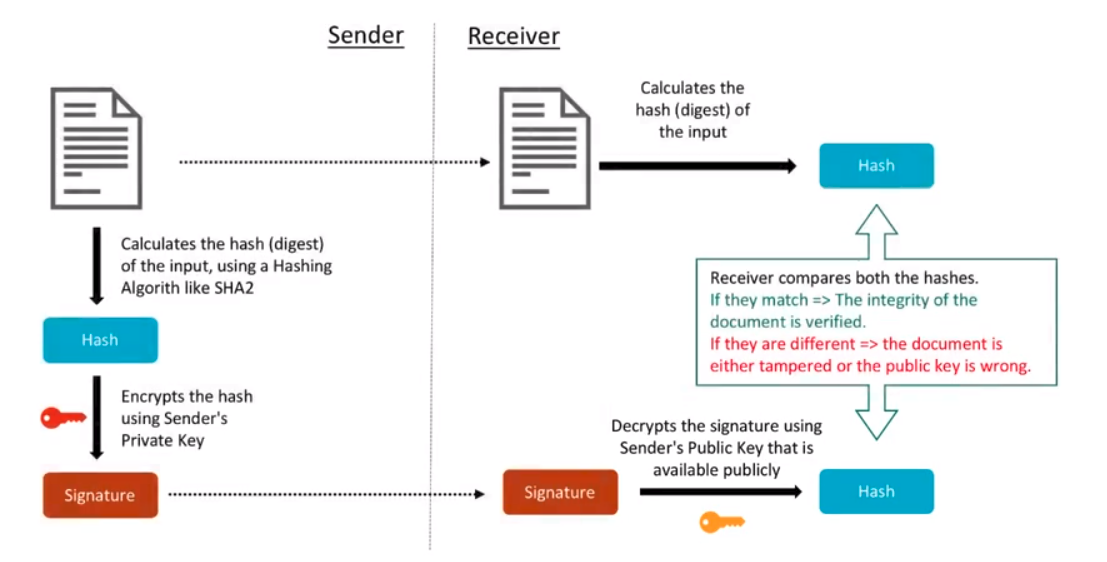 Sender
Receiver
Calculates the
hash (digest) of
the input
Hash
Calculates the hash (digest)
of the input, using a Hashing
Algorith like SHA2
Hash
Receiver compares both the hashes.
If they match => The integrity of the
document is verified.
If they are different => the document is
either tampered or the public key is wrong.
Encrypts the hash
using Sender's
Private Key
Decrypts the signature using
Sender's Public Key that is
available publicly
Signature
Signature
Hash